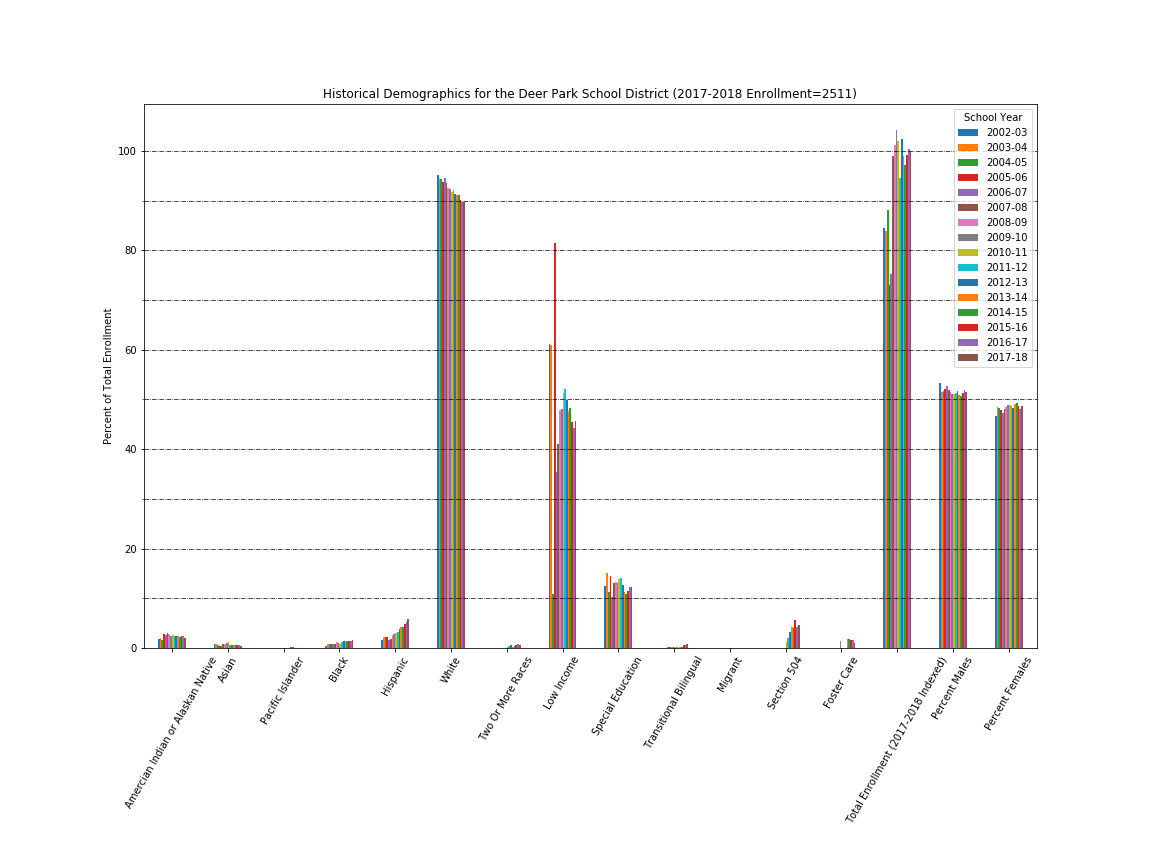 Historical Demographics for the Deer Park School District (2017-2018 Enrollment=2511)
Percent of Total Enrollment
100
80
60
40
20
0
School Year
2002-03
2003-04
2004-05
2005-06
2006-07
2007-08
2008-09
2009-10
2010-11
2011-12
2012-13
2013-14
2014-15
2015-16
2016-17
2017-18
Amercian Indian or Alaskan Native
Asian
Pacific Islander
Black
Hispanic
White
Two Or More Races
Low Income
Special Education
Transitional Bilingual
Migrant
Section 504
Foster Care
Total Enrollment (2017-2018 Indexed)
Percent Males
Percent Females